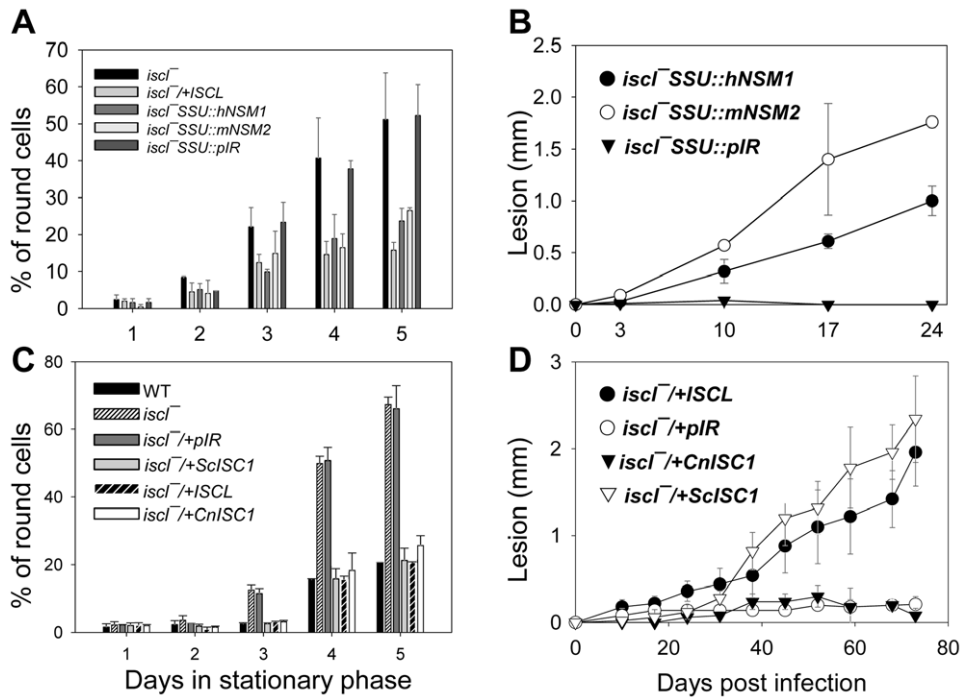 A
% of round cells
70
60
50
40
30
20
10
0
iscl⁻
iscl⁻/+ISCL
iscl⁻SSU::hNSM1
iscl⁻SSU::mNSM2
iscl⁻SSU::pIR
1 2 3 4 5
B
Lesion (mm)
2.5
2.0
1.5
1.0
0.5
0.0
iscl⁻SSU::hNSM1
iscl⁻SSU::mNSM2
iscl⁻SSU::pIR
0 3 10 17 24
C
% of round cells
80
60
40
20
0
WT
iscl⁻
iscl⁻/+pIR
iscl⁻/+ScISC1
iscl⁻/+ISCL
iscl⁻/+CnISC1
1 2 3 4 5
Days in stationary phase
D
Lesion (mm)
3
2
1
0
iscl⁻/+ISCL
iscl⁻/+pIR
iscl⁻/+CnISC1
iscl⁻/+ScISC1
0 20 40 60 80
Days post infection